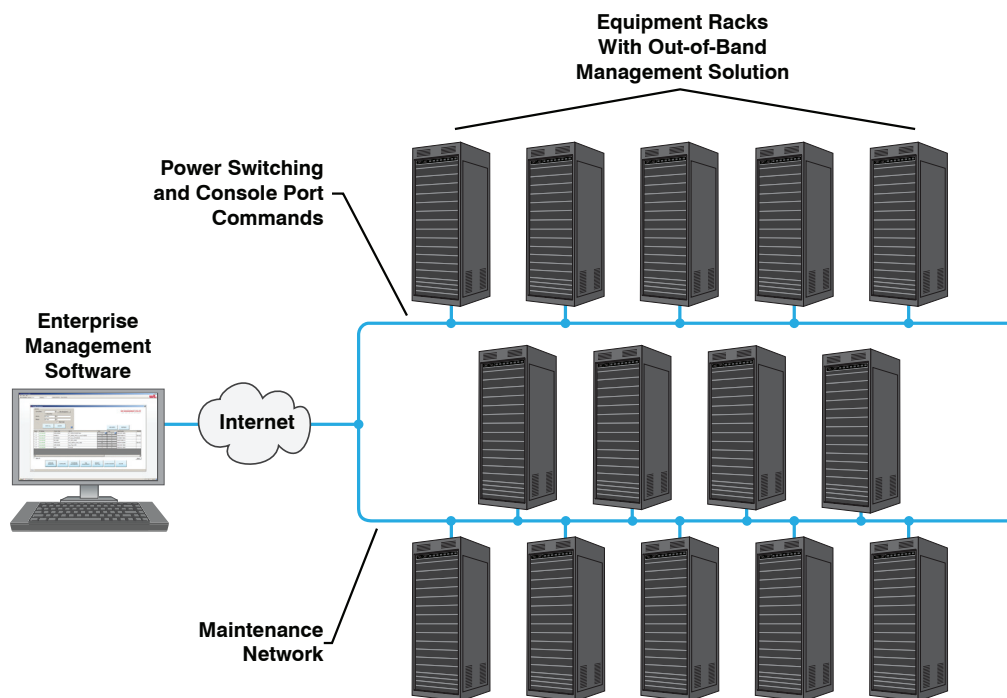 Equipment Racks
With Out-of-Band
Management Solution
Power Switching
and Console Port
Commands
Enterprise
Management
Software
Internet
Maintenance
Network